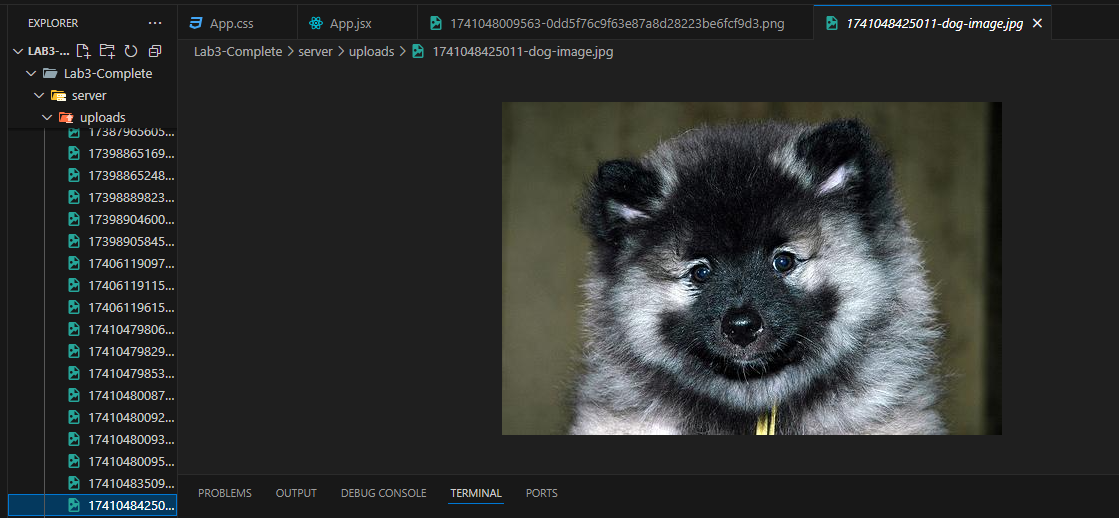 EXPLORER
App.css
App.jsx
1741048009563-0dd5f76c9f63e87a8d28223be6fcf9d3.png
1741048425011-dog-image.jpg
LAB3-...
Lab3-Complete > server > uploads > 1741048425011-dog-image.jpg
Lab3-Complete
server
uploads
17387965605...
17398865169...
17398865248...
17398889823...
17398904600...
17398905845...
17406119097...
17406119115...
17406119615...
17410479806...
17410479829...
17410479853...
17410480087...
17410480092...
17410480093...
17410480095...
17410483509...
17410484250...
PROBLEMS OUTPUT DEBUG CONSOLE TERMINAL PORTS